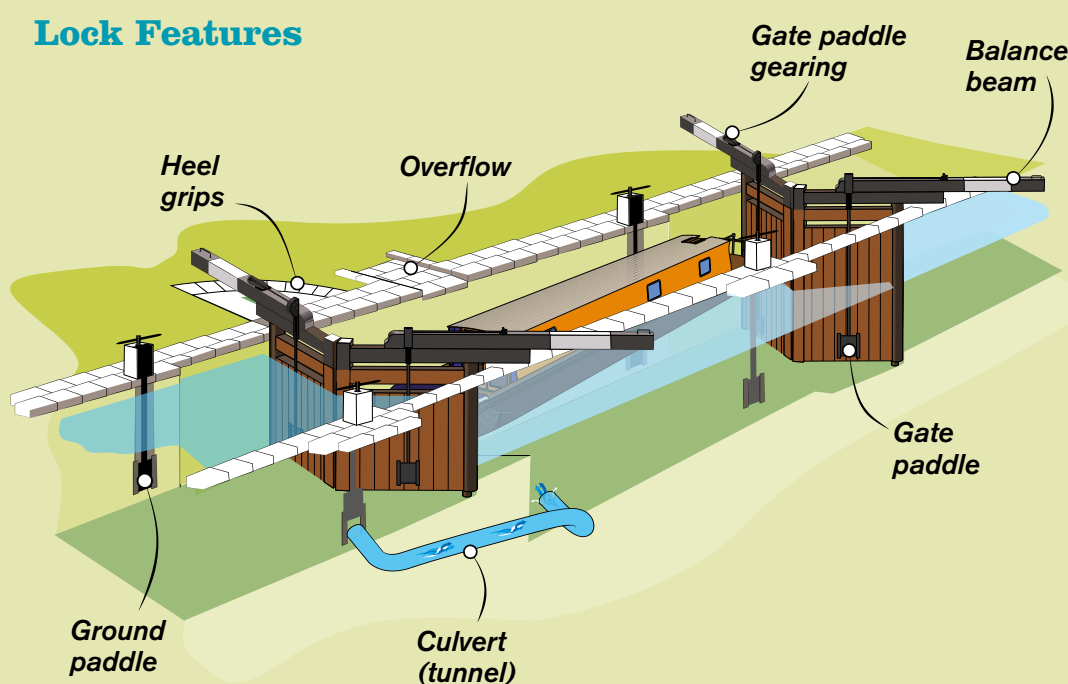 Lock Features
Gate paddle
gearing
Balance
beam
Heel
grips
Overflow
Gate
paddle
Ground
paddle
Culvert
(tunnel)